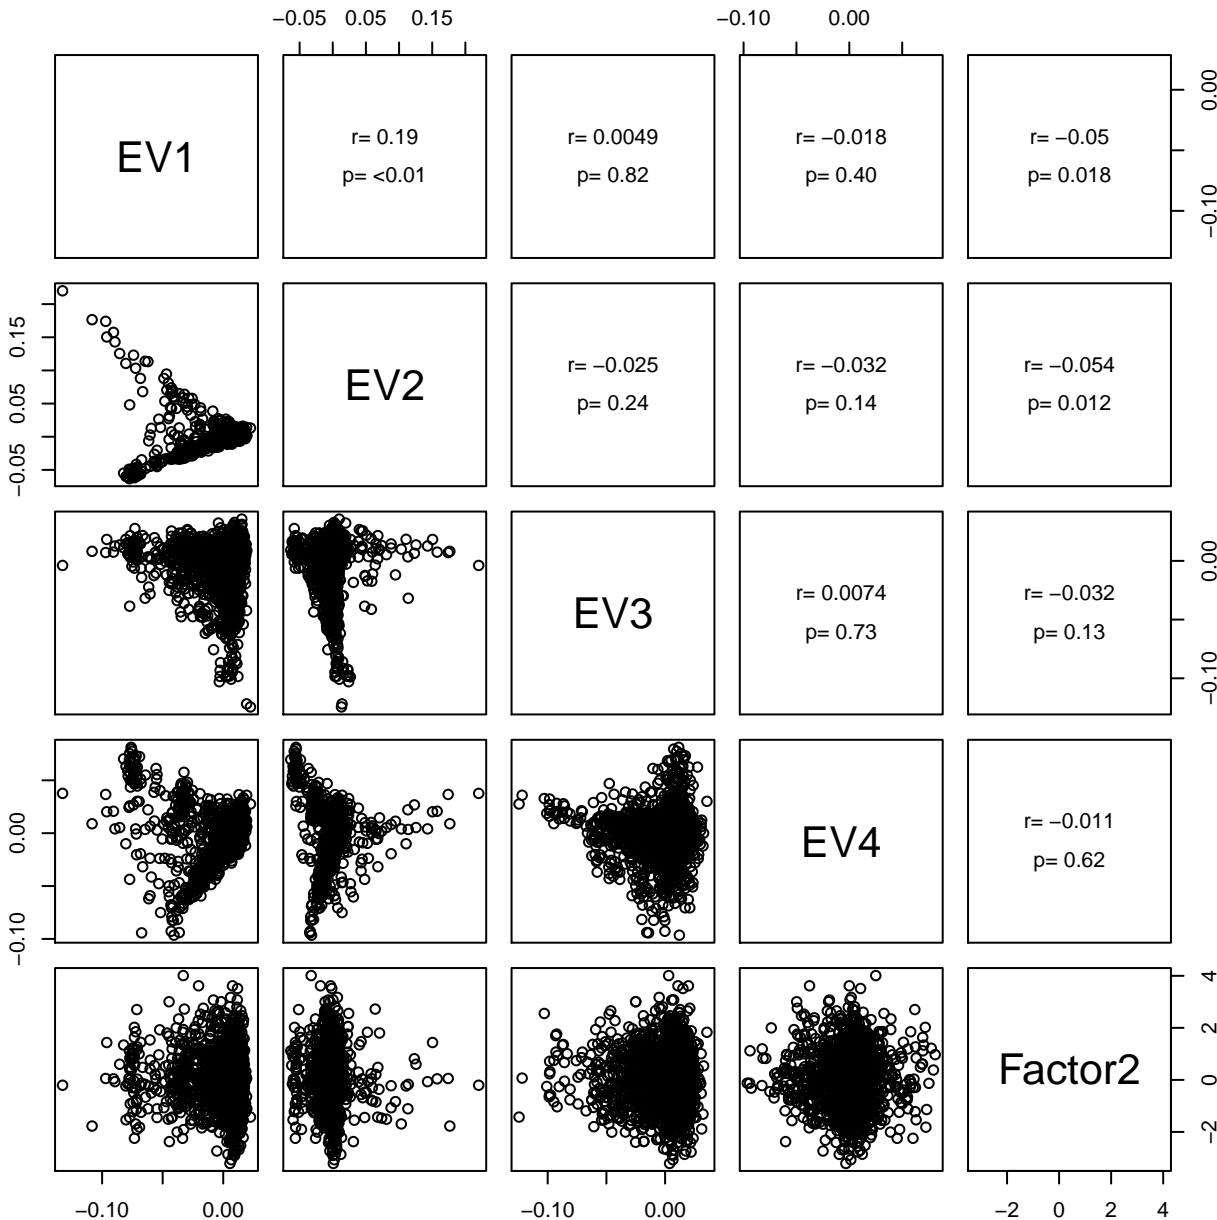 −0.05 0.05 0.15 −0.10 0.00
EV1
r= 0.19
p= <0.01
r= 0.0049
p= 0.82
r= −0.018
p= 0.40
r= −0.05
p= 0.018
0.00
−0.10
0.15
0.05
−0.05
EV2
r= −0.025
p= 0.24
r= −0.032
p= 0.14
r= −0.054
p= 0.012
EV3
r= 0.0074
p= 0.73
r= −0.032
p= 0.13
0.00
−0.10
0.00
−0.10
EV4
r= −0.011
p= 0.62
Factor2
4
2
0
−2
−0.10 0.00 −0.10 0.00 −2 0 2 4